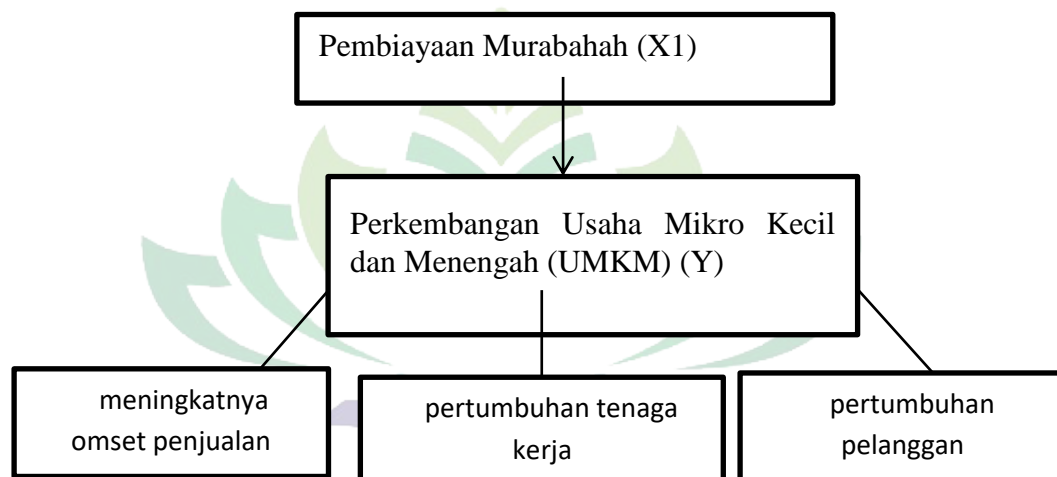 Pembiayaan Murabahah (X1)
Perkembangan Usaha Mikro Kecil
dan Menengah (UMKM) (Y)
meningkatnya
omset penjualan
pertumbuhan tenaga
kerja
pertumbuhan
pelanggan